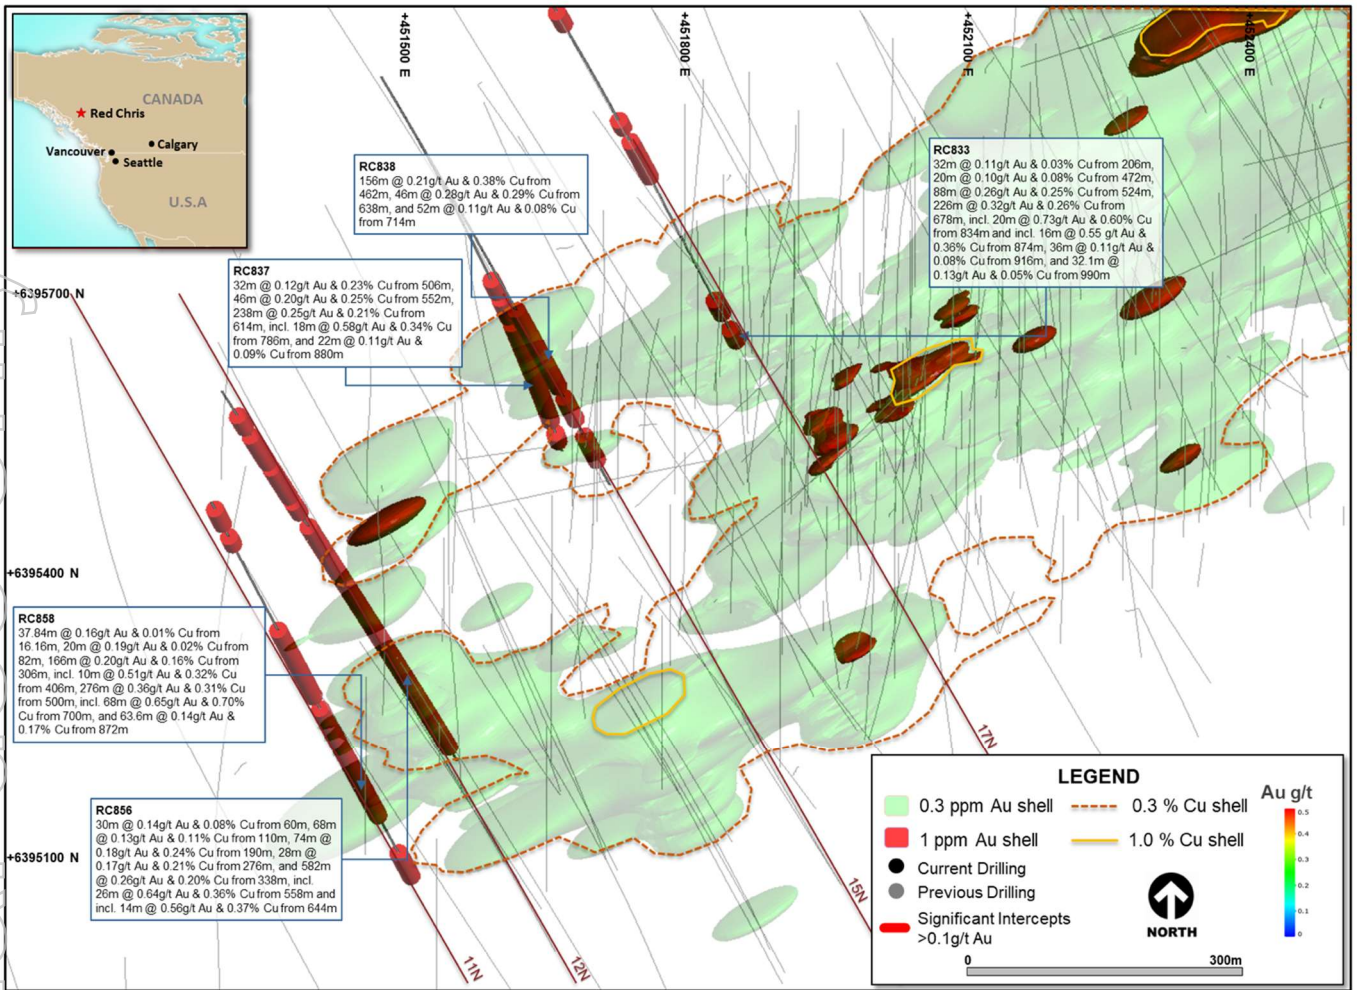 CANADA
Red Chris
Vancouver
Calgary
Seattle
U.S.A
+451500 E
+451800 E
+452100 E
+452400 E
+6395700 N
+6395400 N
+6395100 N
RC838
156m @ 0.21g/t Au & 0.38% Cu from
462m, 46m @ 0.28g/t Au & 0.29% Cu from
638m, and 52m @ 0.11g/t Au & 0.08% Cu
from 714m
RC833
32m @ 0.11g/t Au & 0.03% Cu from 206m,
20m @ 0.10g/t Au & 0.08% Cu from 472m,
88m @ 0.26g/t Au & 0.25% Cu from 524m,
226m @ 0.32g/t Au & 0.26% Cu from
678m, incl. 20m @ 0.73g/t Au & 0.60% Cu
from 834m and incl. 16m @ 0.55 g/t Au &
0.36% Cu from 874m, 36m @ 0.11g/t Au &
0.08% Cu from 916m, and 32.1m @
0.13g/t Au & 0.05% Cu from 990m
RC837
32m @ 0.12g/t Au & 0.23% Cu from 506m,
46m @ 0.20g/t Au & 0.25% Cu from 552m,
238m @ 0.25g/t Au & 0.21% Cu from
614m, incl. 18m @ 0.58g/t Au & 0.34% Cu
from 786m, and 22m @ 0.11g/t Au &
0.09% Cu from 880m
RC858
37.84m @ 0.16g/t Au & 0.01% Cu from
16.16m, 20m @ 0.19g/t Au & 0.02% Cu from
82m, 166m @ 0.20g/t Au & 0.16% Cu from
306m, incl. 10m @ 0.51g/t Au & 0.32% Cu
from 406m, 276m @ 0.36g/t Au & 0.31% Cu
from 500m, incl. 68m @ 0.65g/t Au & 0.70%
Cu from 700m, and 63.6m @ 0.14g/t Au &
0.17% Cu from 872m
RC856
30m @ 0.14g/t Au & 0.08% Cu from 60m, 68m
@ 0.13g/t Au & 0.11% Cu from 110m, 74m @
0.18g/t Au & 0.24% Cu from 190m, 28m @
0.17g/t Au & 0.21% Cu from 276m, and 582m
@ 0.26g/t Au & 0.20% Cu from 338m, incl.
26m @ 0.64g/t Au & 0.36% Cu from 558m and
incl. 14m @ 0.56g/t Au & 0.37% Cu from 644m
11N
12N
15N
17N
LEGEND
0.3 ppm Au shell
0.3 % Cu shell
1 ppm Au shell
1.0 % Cu shell
Current Drilling
Previous Drilling
Significant Intercepts
>0.1g/t Au
NORTH
Au g/t
0.5
0.3
0.2
0.1
0
0
300m